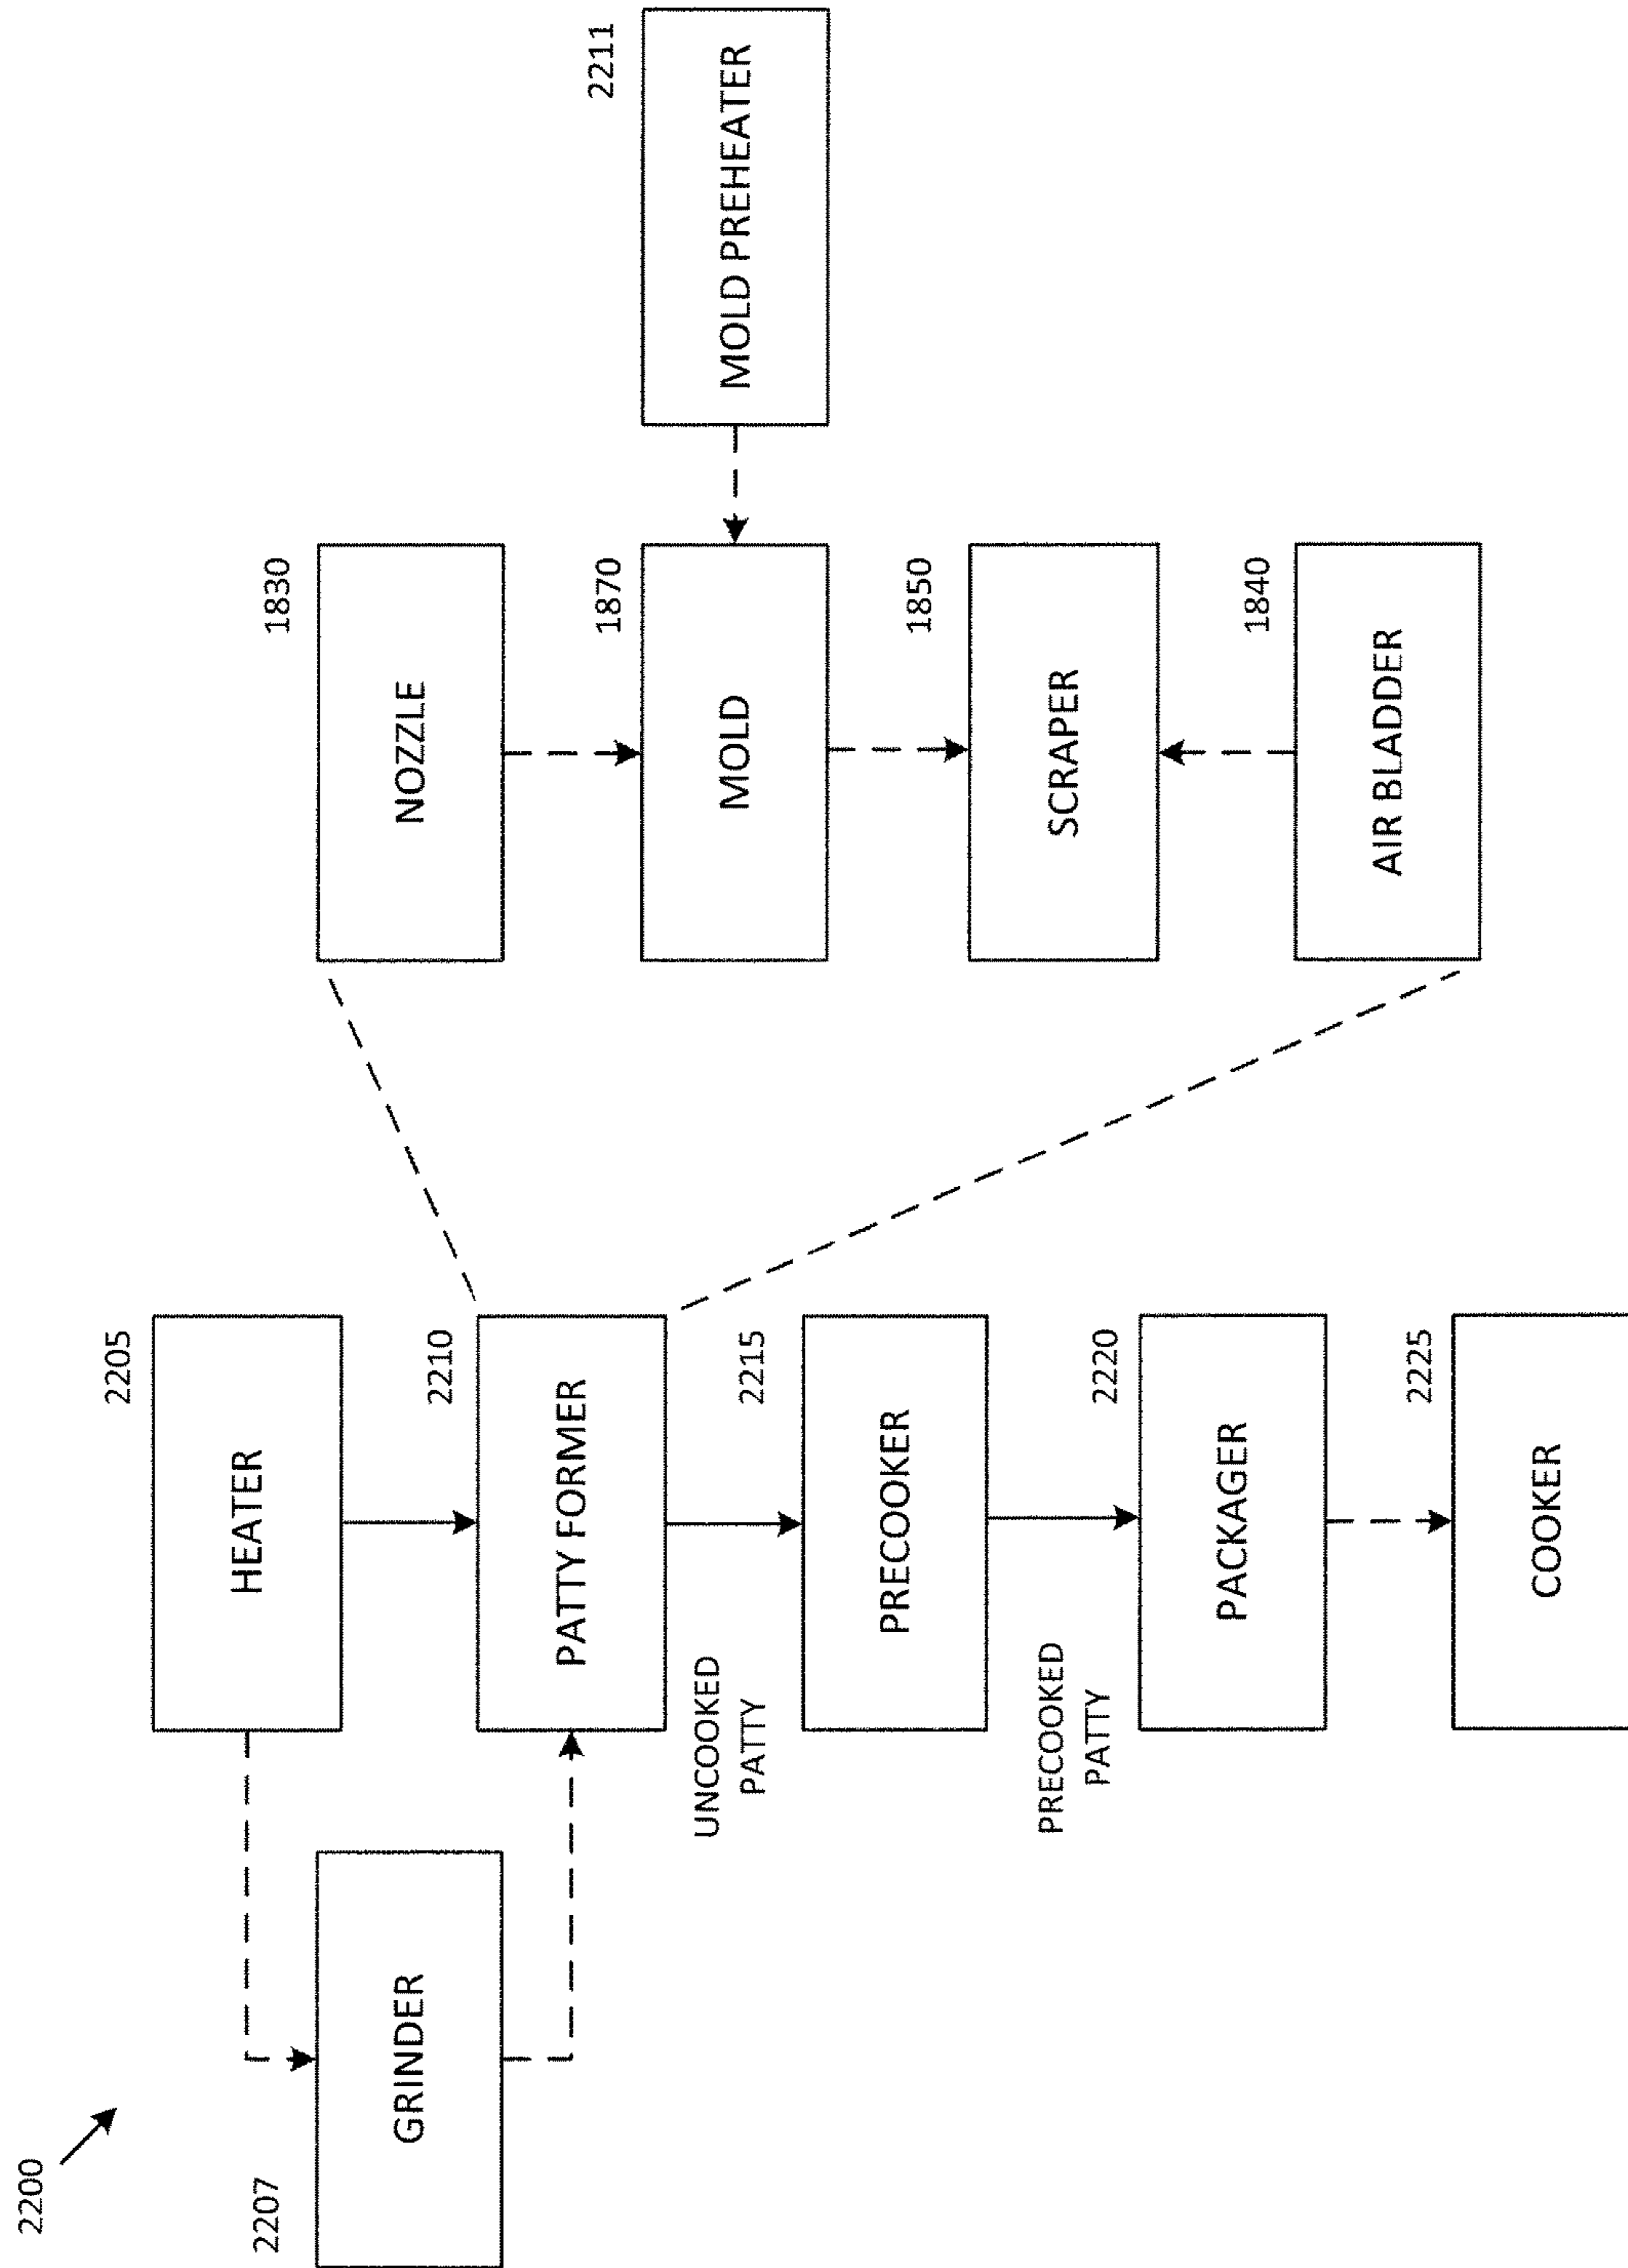 2200
2207
GRINDER
2205
HEATER
2210
PATTY FORMER
UNCOOKED
PATTY
2215
PRECOOKER
PRECOOKED
PATTY
2220
PACKAGER
2225
COOKER
1830
NOZZLE
1870
MOLD
1850
SCRAPER
1840
AIR BLADDER
2211
MOLD PREHEATER